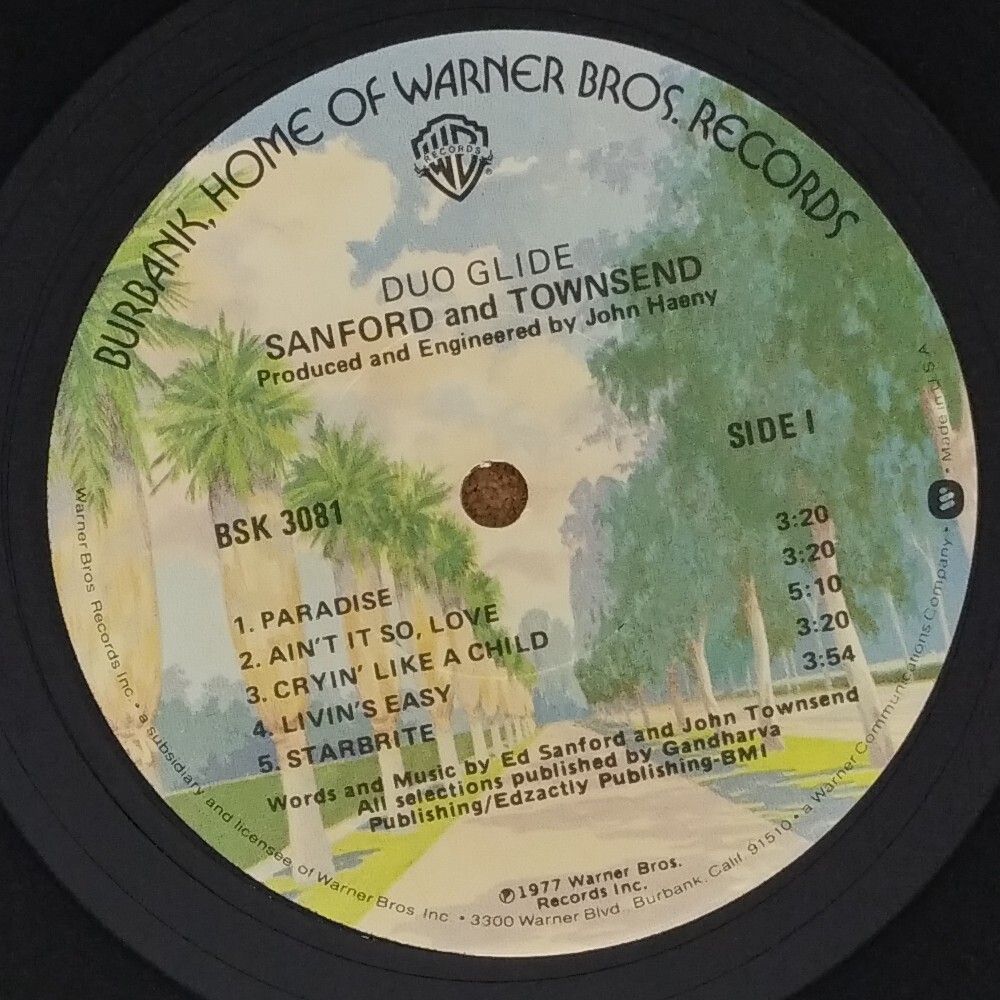 BURBANK, HOME OF WARNER BROS. RECORDS
RECORDS
DUO GLIDE
SANFORD and TOWNSEND
Produced and Engineered by John Haeny
SIDE I
BSK 3081
1. PARADISE 3:20
2. AIN'T IT SO, LOVE 3:20
3. CRYIN' LIKE A CHILD 5:10
4. LIVIN'S EASY 3:20
5. STARBRITE 3:54
Words and Music by Ed Sanford and John Townsend
All selections published by Gandharva
Publishing/Edzactly Publishing-BMI
℗1977 Warner Bros.
Records Inc.
Warner Bros Records Inc. • a subsidiary and licensee of Warner Bros Inc. • 3300 Warner Blvd., Burbank, Calif. 91510 • a Warner Communications Company • Made in U S A